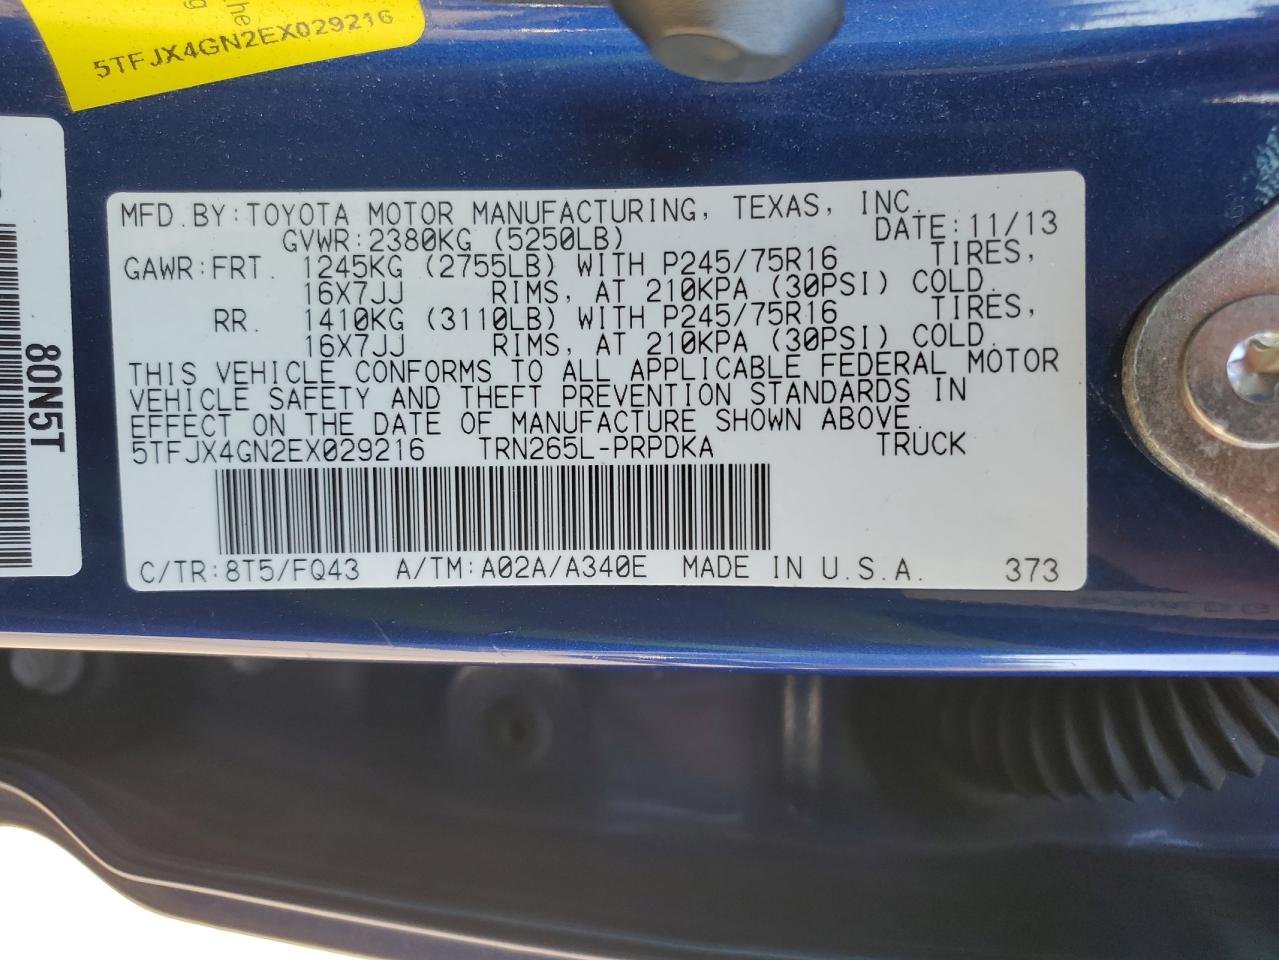 he
g
5TFJX4GN2EX029216
80N5T
MFD.BY:TOYOTA MOTOR MANUFACTURING, TEXAS, INC.
GVWR:2380KG (5250LB) DATE:11/13
GAWR:FRT. 1245KG (2755LB) WITH P245/75R16 TIRES,
16X7JJ RIMS, AT 210KPA (30PSI) COLD.
RR. 1410KG (3110LB) WITH P245/75R16 TIRES,
16X7JJ RIMS, AT 210KPA (30PSI) COLD.
THIS VEHICLE CONFORMS TO ALL APPLICABLE FEDERAL MOTOR
VEHICLE SAFETY AND THEFT PREVENTION STANDARDS IN
EFFECT ON THE DATE OF MANUFACTURE SHOWN ABOVE.
5TFJX4GN2EX029216 TRN265L-PRPDKA TRUCK
C/TR:8T5/FQ43 A/TM:A02A/A340E MADE IN U.S.A. 373